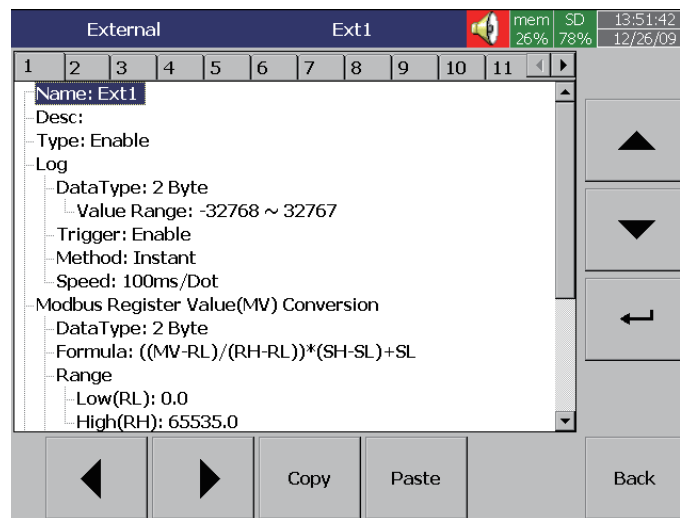 External Ext1 mem 26% SD 78% 13:51:42 12/26/09
1 2 3 4 5 6 7 8 9 10 11
Name: Ext1
Desc:
Type: Enable
Log
DataType: 2 Byte
Value Range: -32768 ~ 32767
Trigger: Enable
Method: Instant
Speed: 100ms/Dot
Modbus Register Value(MV) Conversion
DataType: 2 Byte
Formula: ((MV-RL)/(RH-RL))*(SH-SL)+SL
Range
Low(RL): 0.0
High(RH): 65535.0
Copy Paste Back